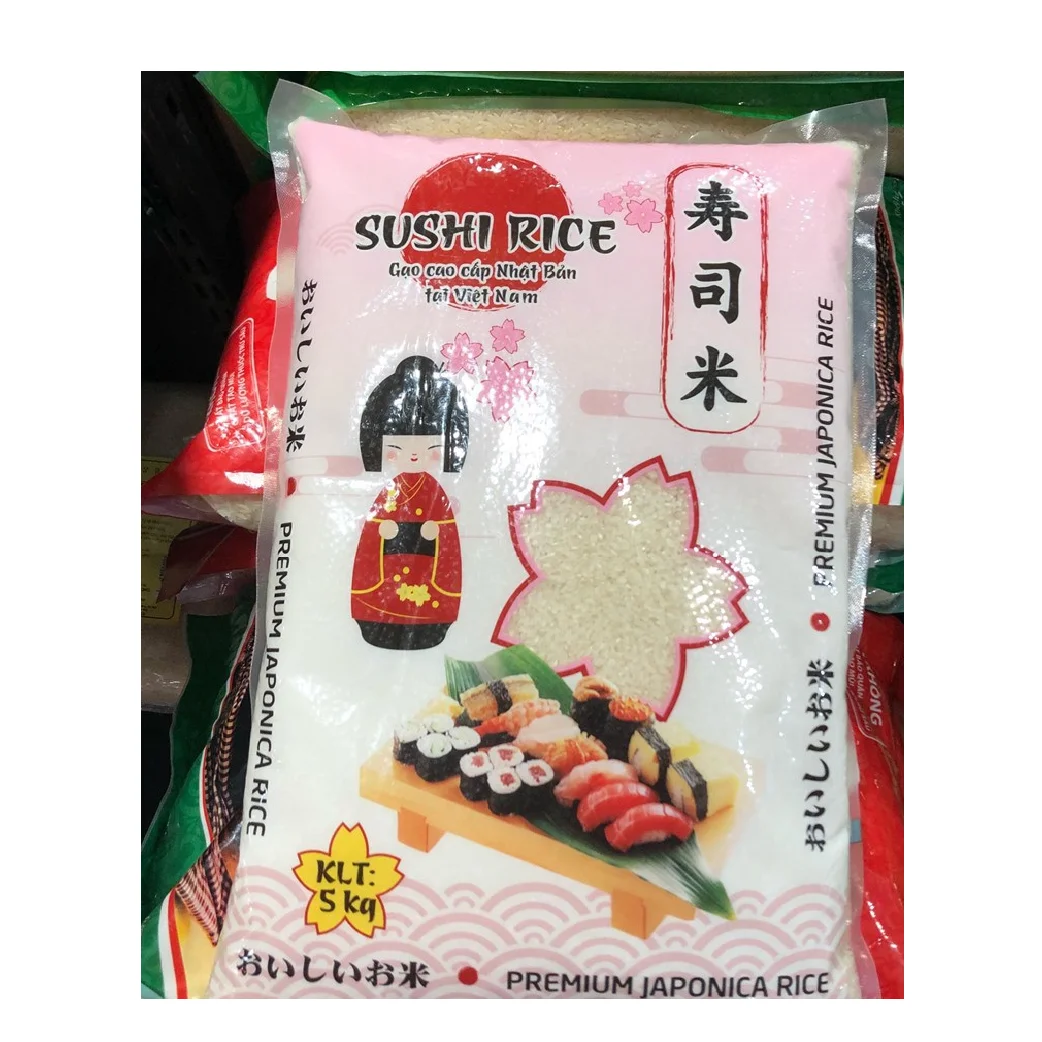 SUSHI RICE
Gạo cao cấp Nhật Bản
tại Việt Nam
寿司米
おいしいお米
PREMIUM JAPONICA RiCE
PREMIUM JAPONICA RICE
おいしいお米
KLT:
5 kg
おいしいお米
PREMIUM JAPONICA RICE